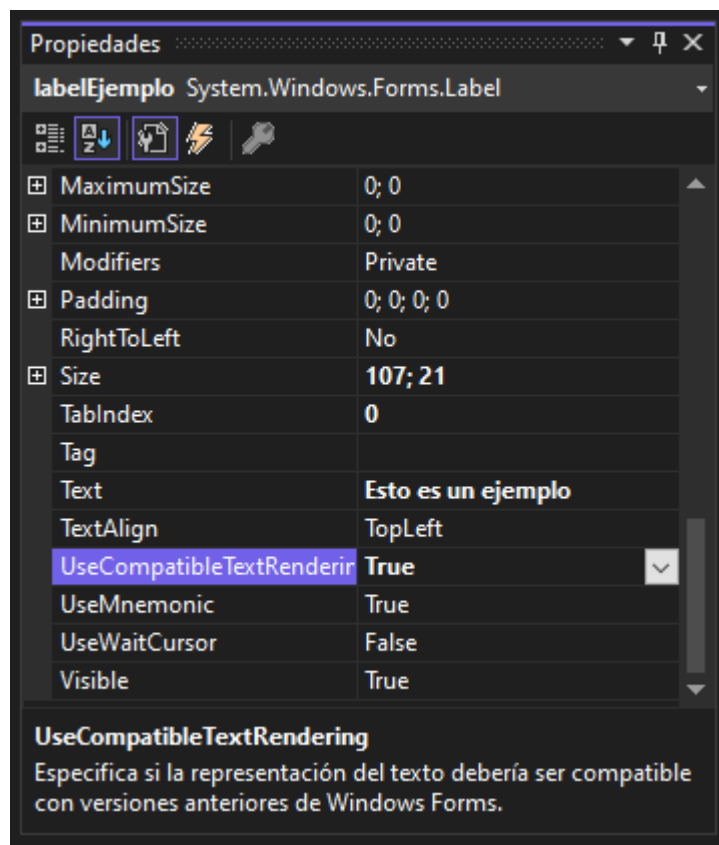 Propiedades
labelEjemplo System.Windows.Forms.Label
MaximumSize 0; 0
MinimumSize 0; 0
Modifiers Private
Padding 0; 0; 0; 0
RightToLeft No
Size 107; 21
TabIndex 0
Tag
Text Esto es un ejemplo
TextAlign TopLeft
UseCompatibleTextRenderin True
UseMnemonic True
UseWaitCursor False
Visible True
UseCompatibleTextRendering
Especifica si la representación del texto debería ser compatible
con versiones anteriores de Windows Forms.